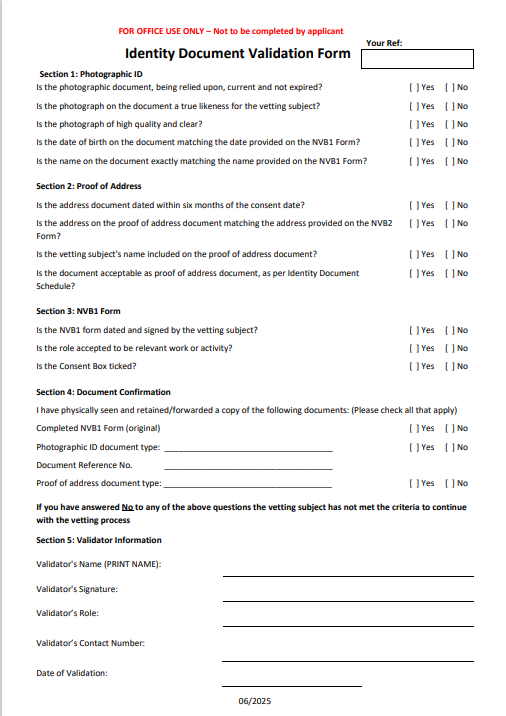 FOR OFFICE USE ONLY – Not to be completed by applicant
Your Ref:
Identity Document Validation Form
Section 1: Photographic ID
Is the photographic document, being relied upon, current and not expired? [ ] Yes [ ] No
Is the photograph on the document a true likeness for the vetting subject? [ ] Yes [ ] No
Is the photograph of high quality and clear? [ ] Yes [ ] No
Is the date of birth on the document matching the date provided on the NVB1 Form? [ ] Yes [ ] No
Is the name on the document exactly matching the name provided on the NVB1 Form? [ ] Yes [ ] No
Section 2: Proof of Address
Is the address document dated within six months of the consent date? [ ] Yes [ ] No
Is the address on the proof of address document matching the address provided on the NVB2 [ ] Yes [ ] No
Form?
Is the vetting subject's name included on the proof of address document? [ ] Yes [ ] No
Is the document acceptable as proof of address document, as per Identity Document [ ] Yes [ ] No
Schedule?
Section 3: NVB1 Form
Is the NVB1 form dated and signed by the vetting subject? [ ] Yes [ ] No
Is the role accepted to be relevant work or activity? [ ] Yes [ ] No
Is the Consent Box ticked? [ ] Yes [ ] No
Section 4: Document Confirmation
I have physically seen and retained/forwarded a copy of the following documents: (Please check all that apply)
Completed NVB1 Form (original) [ ] Yes [ ] No
Photographic ID document type: ____________________ [ ] Yes [ ] No
Document Reference No. ____________________
Proof of address document type: ____________________ [ ] Yes [ ] No
If you have answered No to any of the above questions the vetting subject has not met the criteria to continue
with the vetting process
Section 5: Validator Information
Validator's Name (PRINT NAME):
Validator's Signature:
Validator's Role:
Validator's Contact Number:
Date of Validation:
06/2025